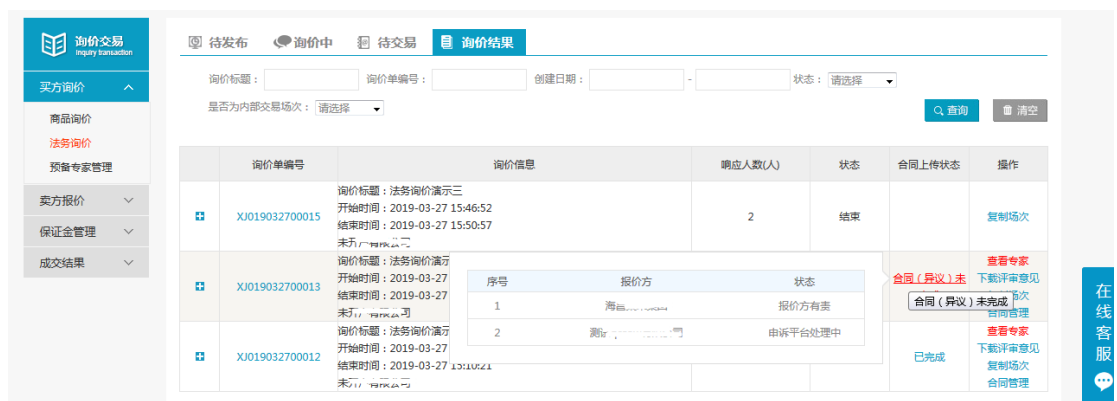 询价交易
Inquiry transaction
待发布 询价中 待交易 询价结果
买方询价
商品询价
法务询价
预备专家管理
卖方报价
保证金管理
成交结果
询价标题： 询价单编号： 创建日期： - 状态： 请选择
是否为内部交易场次： 请选择 查询 清空
询价单编号 询价信息 响应人数(人) 状态 合同上传状态 操作
询价标题：法务询价演示三
开始时间：2019-03-27 15:46:52
XJ019032700015 2 结束 复制场次
结束时间：2019-03-27 15:50:57
询价标题：法务询价演示 查看专家
开始时间：2019-03-27 合同（异议）未 下载评审意见
XJ019032700013
结束时间：2019-03-27 合同（异议）未完成
合同管理
序号 报价方 状态
1 报价方有责
2 申诉平台处理中
询价标题：法务询价演示 查看专家
开始时间：2019-03-27 下载评审意见
XJ019032700012 已完成
结束时间：2019-03-27 15:10:21 复制场次
合同管理
在线客服